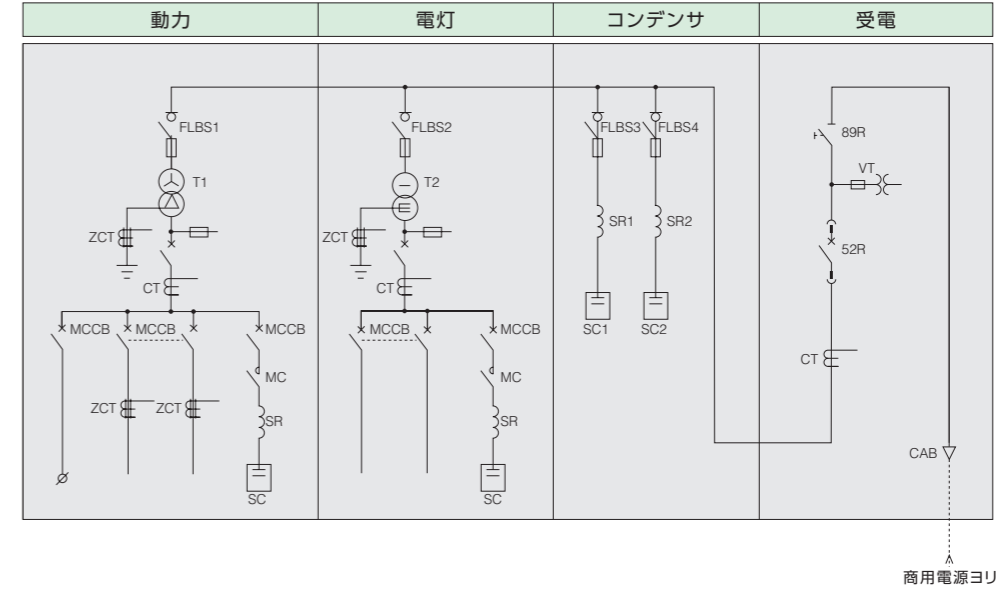 動力 電灯 コンデンサ 受電
FLBS1 FLBS2 FLBS3 FLBS4 89R
VT
T1 T2
SR1 SR2
ZCT ZCT 52R
CT CT
SC1 SC2
MCCB MCCB MCCB MCCB MCCB
CT
MC MC
ZCT ZCT
SR SR
CAB
SC SC
商用電源ヨリ